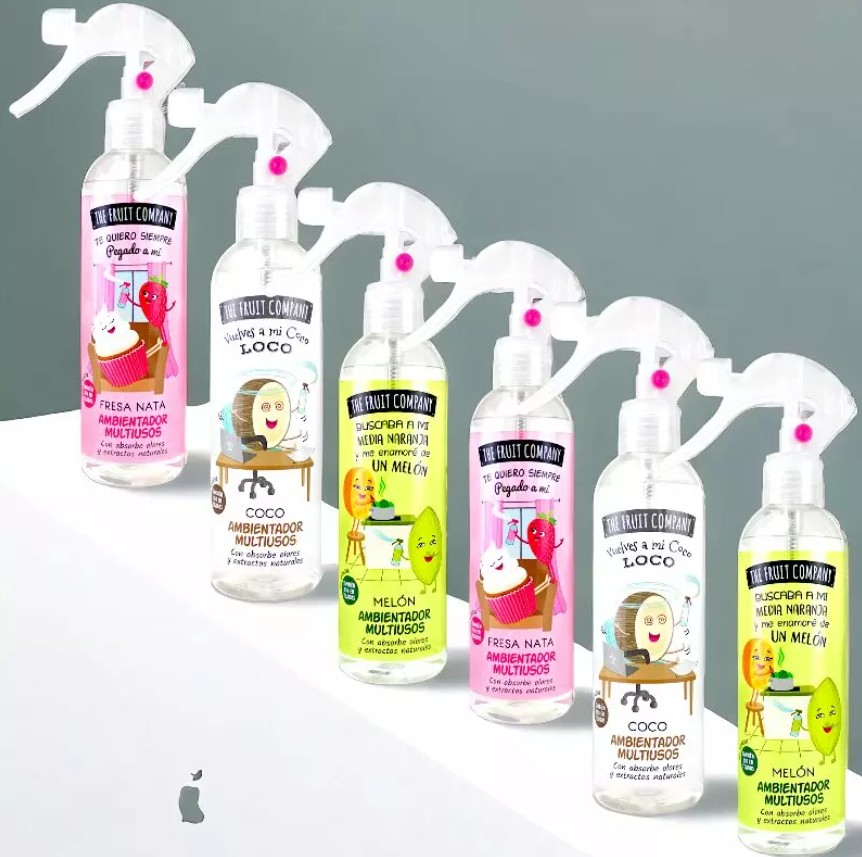 THE FRUIT COMPANY
TE QUIERO SIEMPRE
Pegado a mi
FRESA NATA
AMBIENTADOR
MULTIUSOS
Con absorbe olores
y extractos naturales
THE FRUIT COMPANY
Vuelves a mi Coco
LOCO
COCO
AMBIENTADOR
MULTIUSOS
Con absorbe olores
y extractos naturales
THE FRUIT COMPANY
BUSCABA A MI
MEDIA NARANJA
y me enamoré de
UN MELÓN
MELÓN
AMBIENTADOR
MULTIUSOS
Con absorbe olores
y extractos naturales
THE FRUIT COMPANY
TE QUIERO SIEMPRE
Pegado a mi
FRESA NATA
AMBIENTADOR
MULTIUSOS
Con absorbe olores
y extractos naturales
THE FRUIT COMPANY
Vuelves a mi Coco
LOCO
COCO
AMBIENTADOR
MULTIUSOS
Con absorbe olores
y extractos naturales
THE FRUIT COMPANY
BUSCABA A MI
MEDIA NARANJA
y me enamoré de
UN MELÓN
MELÓN
AMBIENTADOR
MULTIUSOS
Con absorbe olores
y extractos naturales